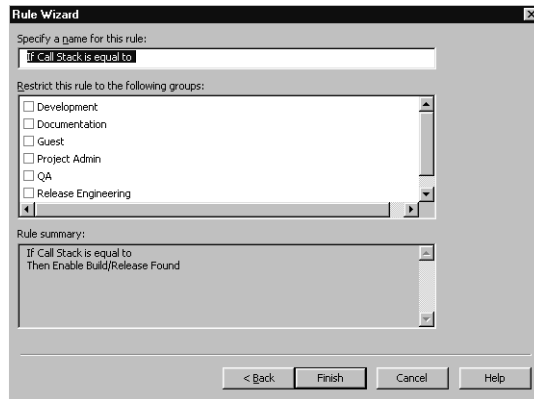 Rule Wizard
Specify a name for this rule:
If Call Stack is equal to
Restrict this rule to the following groups:
Development
Documentation
Guest
Project Admin
QA
Release Engineering
Rule summary:
If Call Stack is equal to
Then Enable Build/Release Found
< Back Finish Cancel Help